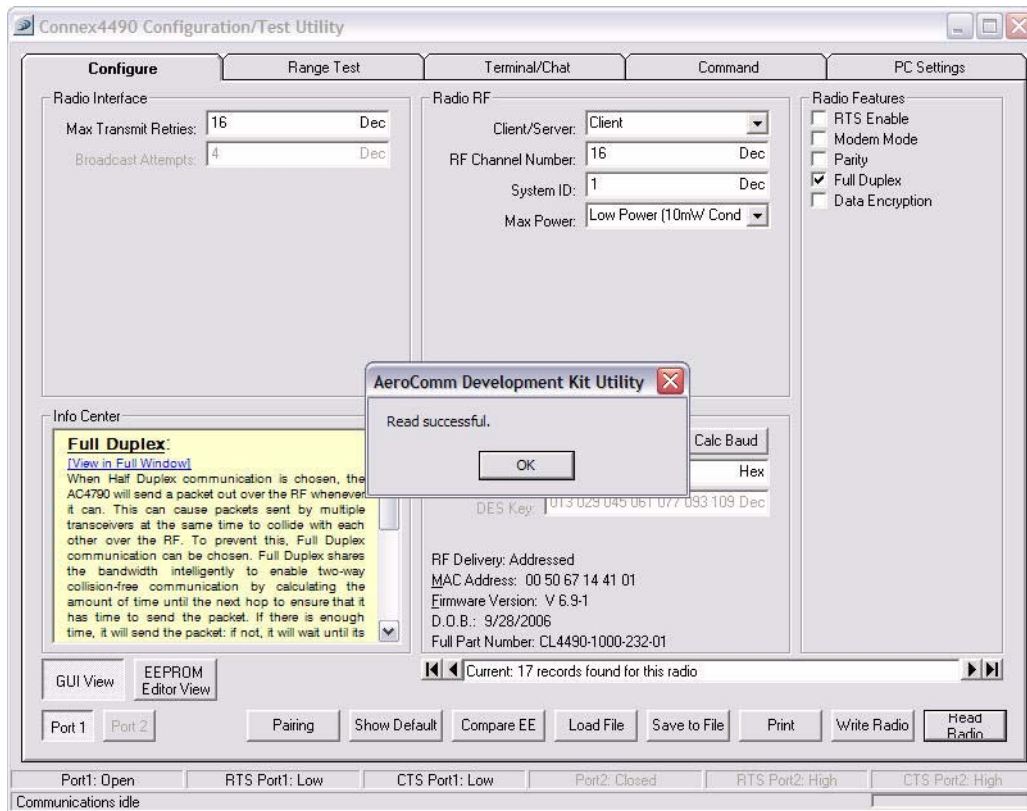 Connex4490 Configuration/Test Utility
Configure
Range Test
Terminal/Chat
Command
PC Settings
Radio Interface
Max Transmit Retries: 16 Dec
Broadcast Attempts: 4 Dec
Radio RF
Client/Server: Client
RF Channel Number: 16 Dec
System ID: 1 Dec
Max Power: Low Power (10mW Cond
Radio Features
RTS Enable
Modem Mode
Parity
Full Duplex
Data Encryption
AeroComm Development Kit Utility
Read successful.
OK
Info Center
Full Duplex:
[View in Full Window]
When Half Duplex communication is chosen, the
AC4790 will send a packet out over the RF whenever
it can. This can cause packets sent by multiple
transceivers at the same time to collide with each
other over the RF. To prevent this, Full Duplex
communication can be chosen. Full Duplex shares
the bandwidth intelligently to enable two-way
collision-free communication by calculating the
amount of time until the next hop to ensure that it
has time to send the packet. If there is enough
time, it will send the packet: if not, it will wait until its
Calc Baud
Hex
DES Key: 013 029 045 061 077 093 109 Dec
RF Delivery: Addressed
MAC Address: 00 50 67 14 41 01
Firmware Version: V 6.9-1
D.O.B.: 9/28/2006
Full Part Number: CL4490-1000-232-01
Current: 17 records found for this radio
GUI View
EEPROM
Editor View
Port 1
Port 2
Pairing
Show Default
Compare EE
Load File
Save to File
Print
Write Radio
Read
Radio
Port1: Open
RTS Port1: Low
CTS Port1: Low
Port2: Closed
RTS Port2: High
CTS Port2: High
Communications idle